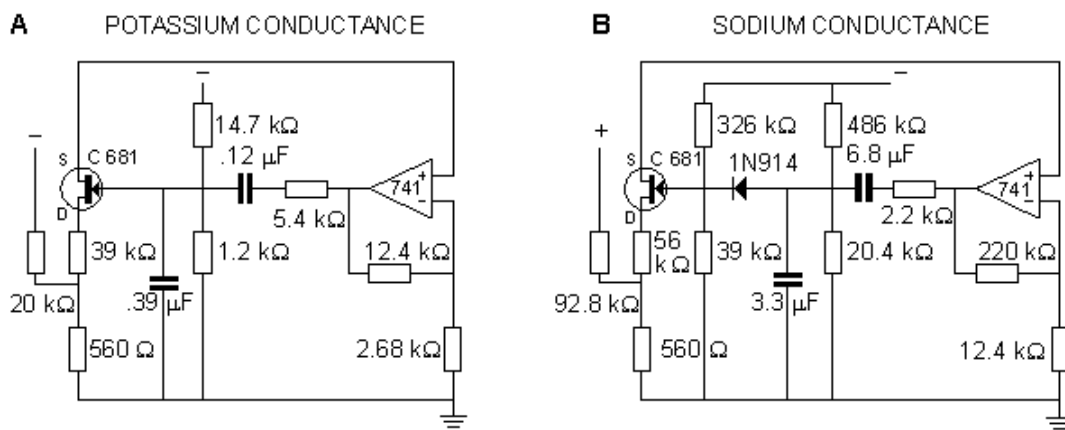 A POTASSIUM CONDUCTANCE
−
14.7 kΩ
−
S C 681
.12 µF
741
+
−
D
5.4 kΩ
39 kΩ
1.2 kΩ
12.4 kΩ
20 kΩ
.39 µF
560 Ω
2.68 kΩ
B SODIUM CONDUCTANCE
−
+
326 kΩ
486 kΩ
S C 681
1N914
6.8 µF
741
+
−
D
2.2 kΩ
56
kΩ
39 kΩ
20.4 kΩ
220 kΩ
92.8 kΩ
3.3 µF
560 Ω
12.4 kΩ